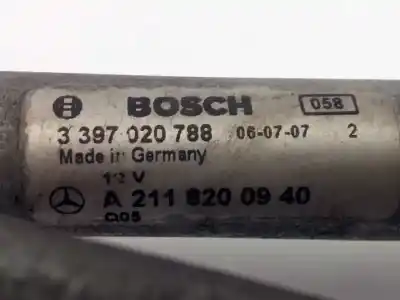 BOSCH 058
3 397 020 788 06-07-07 2
Made in Germany
12 V
A 211 820 09 40
Q05